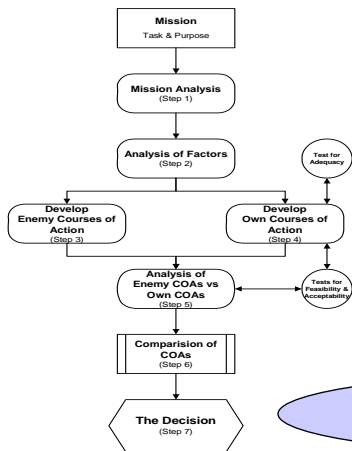 Mission
Task & Purpose
Mission Analysis
(Step 1)
Analysis of Factors
(Step 2)
Test for
Adequacy
Develop
Enemy Courses of
Action
(Step 3)
Develop
Own Courses of
Action
(Step 4)
Analysis of
Enemy COAs vs
Own COAs
(Step 5)
Tests for
Feasibility &
Acceptability
Comparision of
COAs
(Step 6)
The Decision
(Step 7)